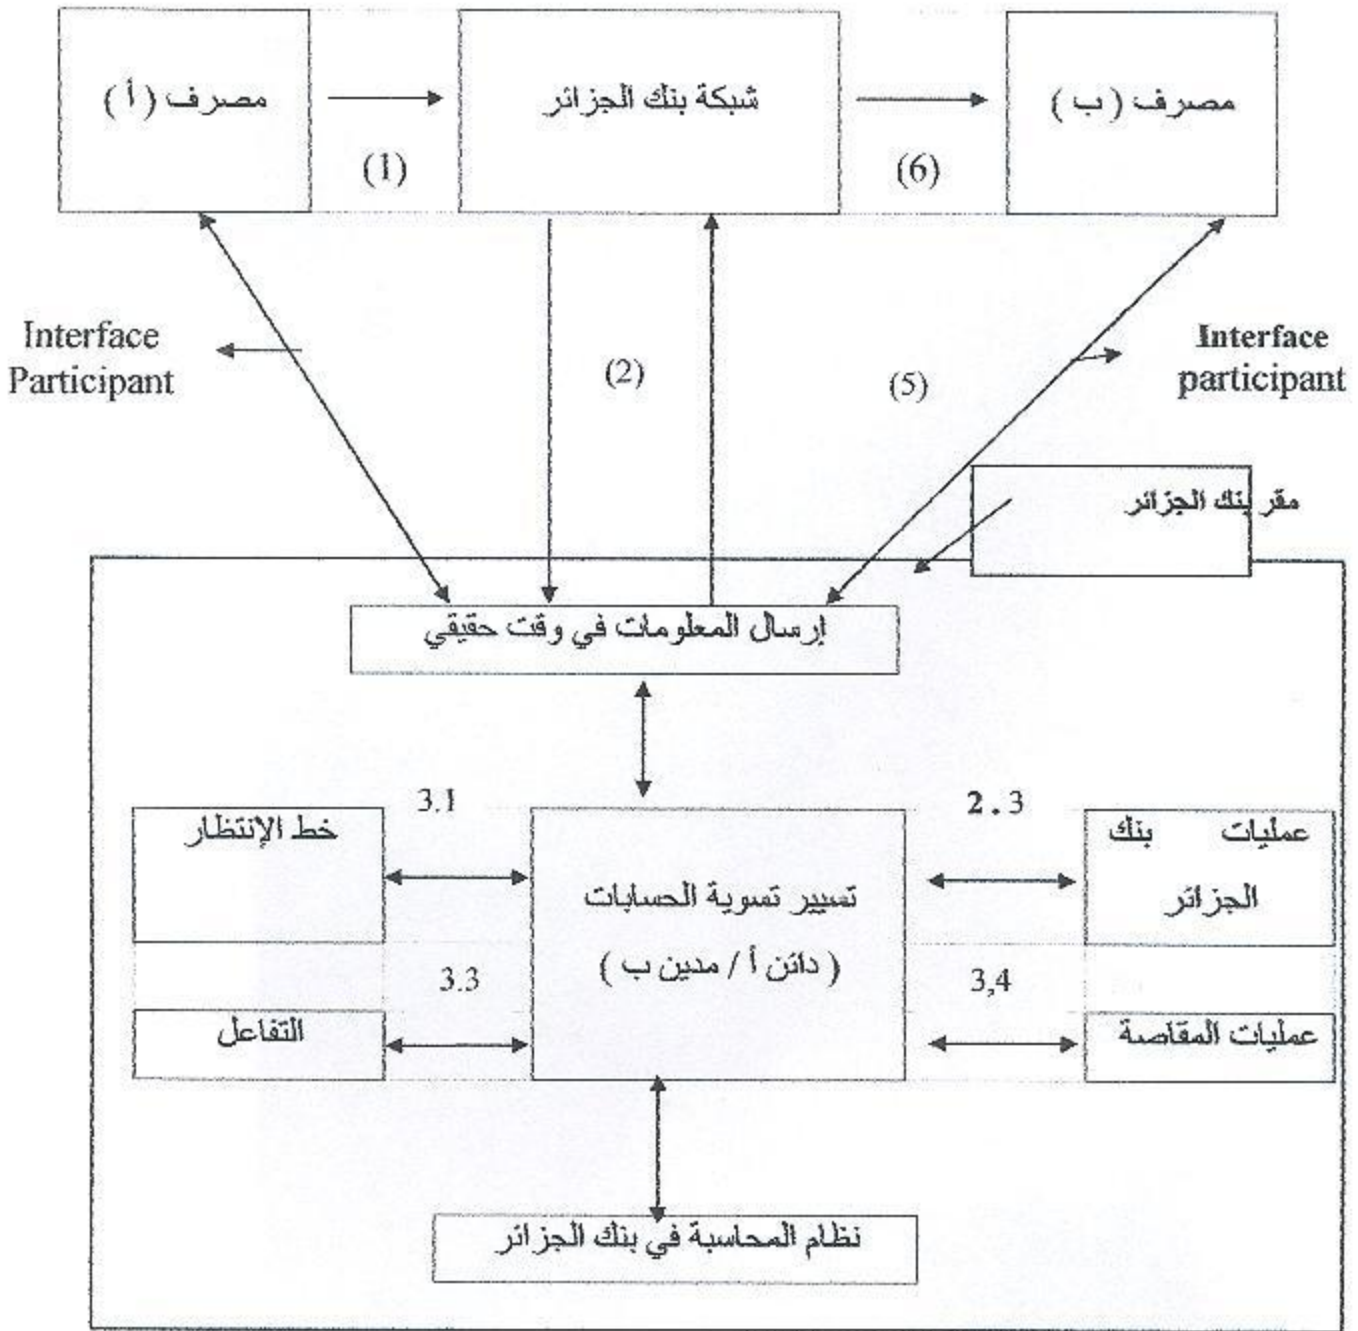 مصرف ( أ )
شبكة بنك الجزائر
مصرف ( ب )
(1)
(6)
Interface
Participant
(2)
(5)
Interface
participant
مقر بنك الجزائر
إرسال المعلومات في وقت حقيقي
3.1
2.3
خط الإنتظار
عمليات بنك
الجزائر
تسيير تسوية الحسابات
( دائن أ / مدين ب )
3.3
3,4
التفاعل
عمليات المقاصة
نظام المحاسبة في بنك الجزائر